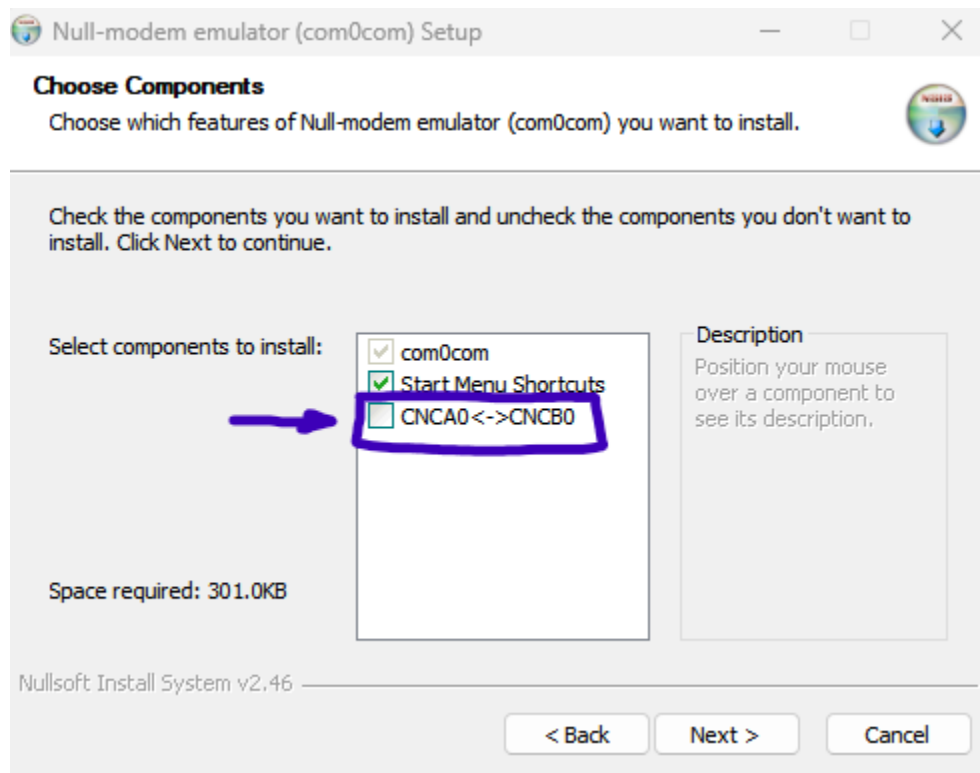 Null-modem emulator (com0com) Setup
Choose Components
Choose which features of Null-modem emulator (com0com) you want to install.
Check the components you want to install and uncheck the components you don't want to
install. Click Next to continue.
Select components to install:
com0com
Start Menu Shortcuts
CNCA0<->CNCB0
Description
Position your mouse
over a component to
see its description.
Space required: 301.0KB
Nullsoft Install System v2.46
< Back
Next >
Cancel